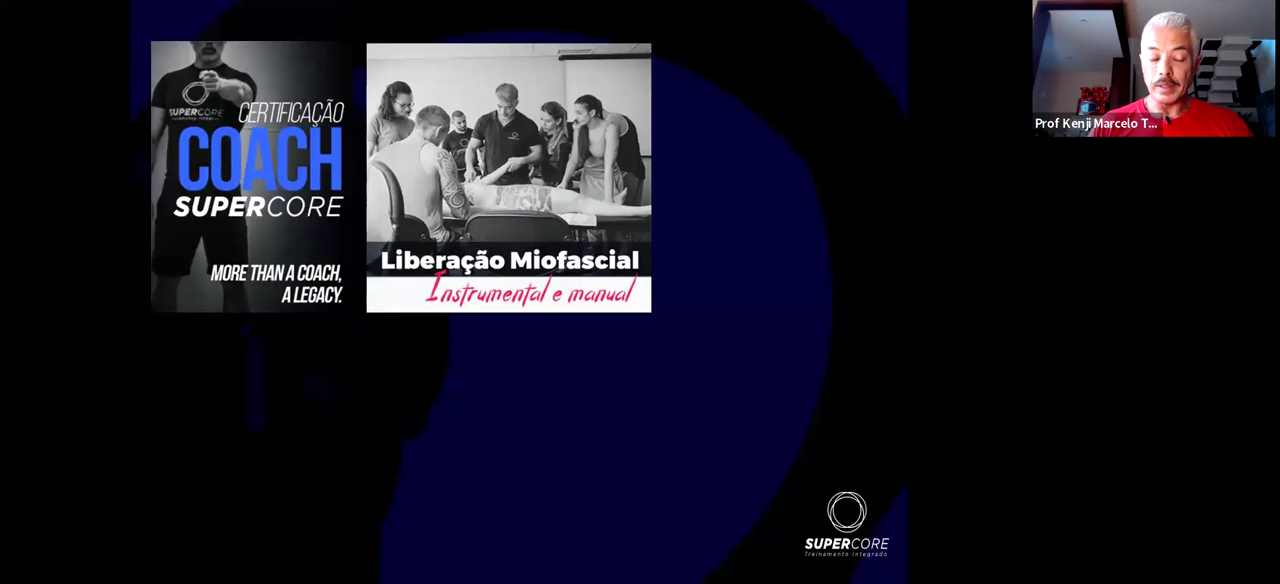 SUPERCORE
CERTIFICAÇÃO
COACH
SUPERCORE
MORE THAN A COACH,
A LEGACY.
Liberação Miofascial
Instrumental e manual
Prof Kenji Marcelo T...
SUPERCORE
Treinamento Integrado